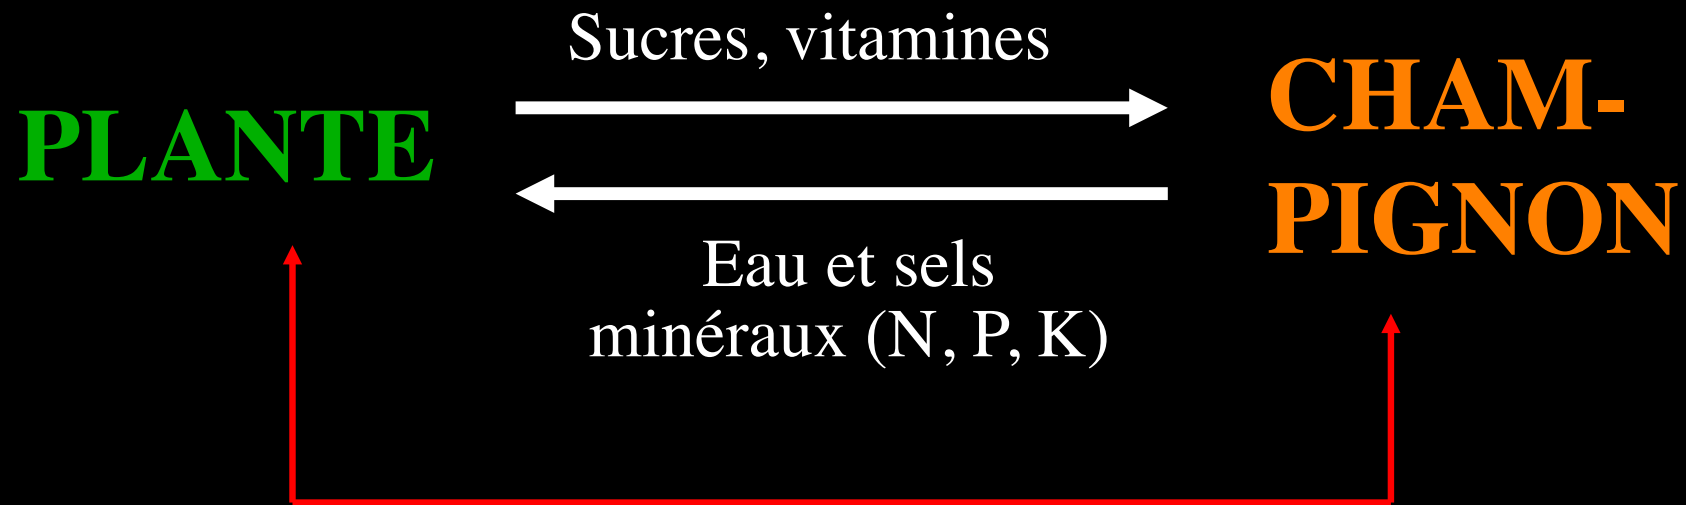 Sucres, vitamines
PLANTE
CHAM-
PIGNON
Eau et sels
minéraux (N, P, K)